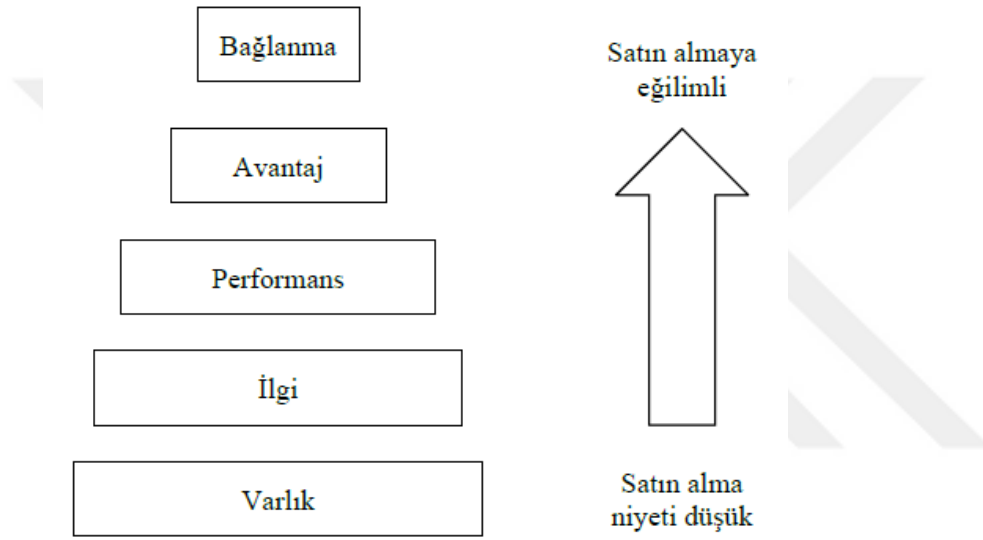 Bağlanma
Avantaj
Performans
İlgi
Varlık
Satın almaya
eğilimli
Satın alma
niyeti düşük